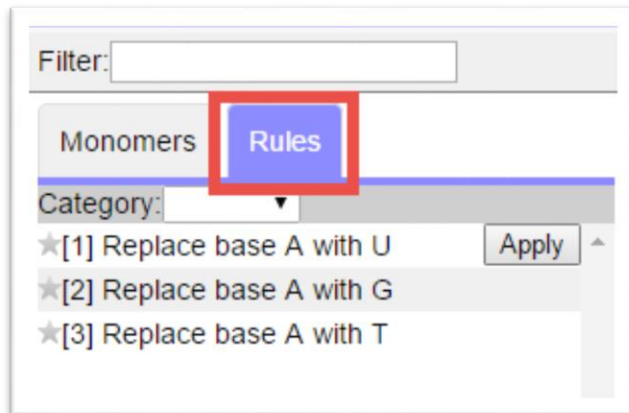 Filter:
Monomers Rules
Category:
[1] Replace base A with U Apply
[2] Replace base A with G
[3] Replace base A with T